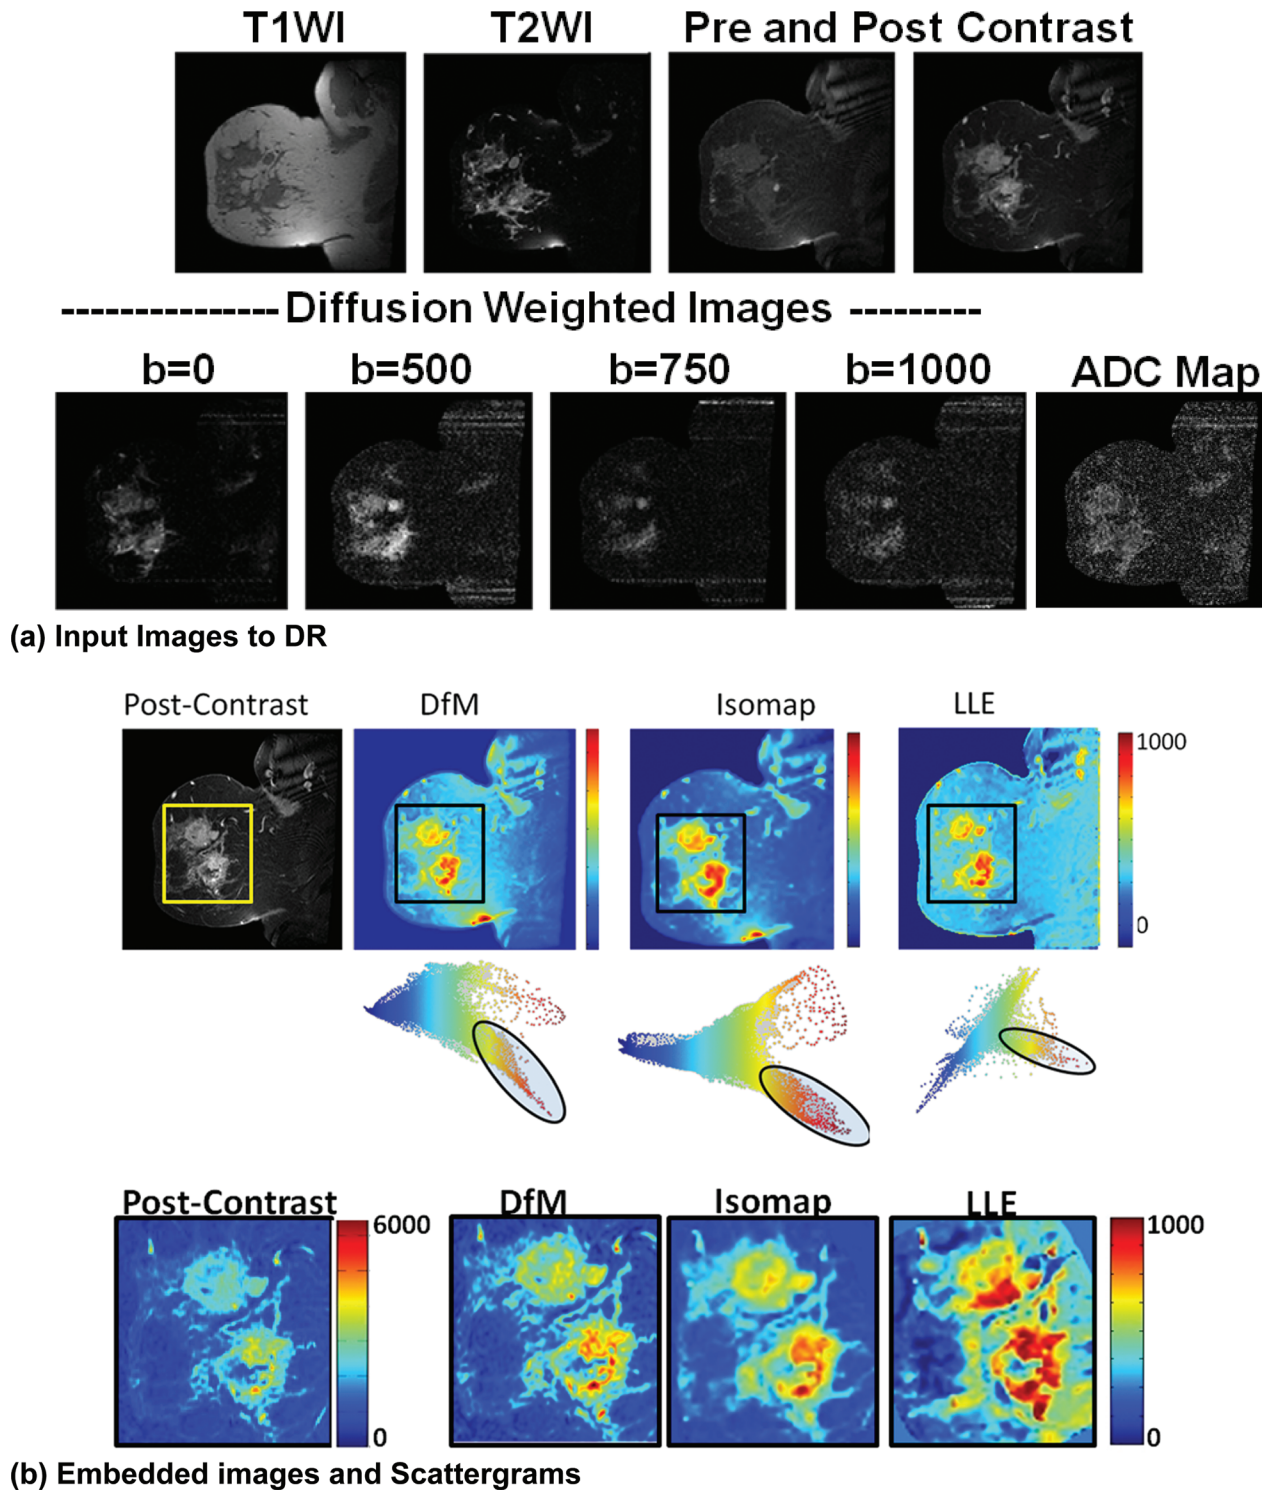 T1WI T2WI Pre and Post Contrast
--------------- Diffusion Weighted Images ---------
b=0 b=500 b=750 b=1000 ADC Map
(a) Input Images to DR
Post-Contrast DfM Isomap LLE
1000
0
Post-Contrast DfM Isomap LLE
6000 1000
0 0
(b) Embedded images and Scattergrams